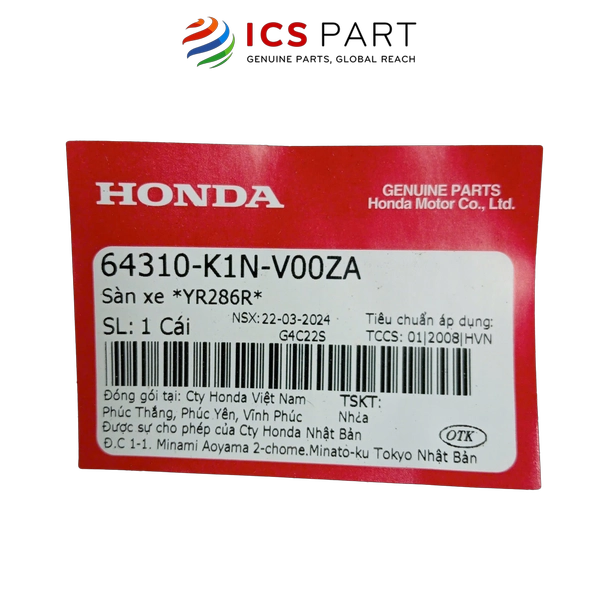 ICS PART
GENUINE PARTS, GLOBAL REACH
HONDA
GENUINE PARTS
Honda Motor Co., Ltd.
64310-K1N-V00ZA
Sàn xe *YR286R*
SL: 1 Cái
NSX:22-03-2024
G4C22S
Tiêu chuẩn áp dụng:
TCCS: 01|2008|HVN
Đóng gói tại: Cty Honda Việt Nam
Phúc Thắng, Phúc Yên, Vĩnh Phúc
TSKT:
Nhựa
Được sự cho phép của Cty Honda Nhật Bản
Đ.C 1-1. Minami Aoyama 2-chome.Minato-ku Tokyo Nhật Bản
OTK